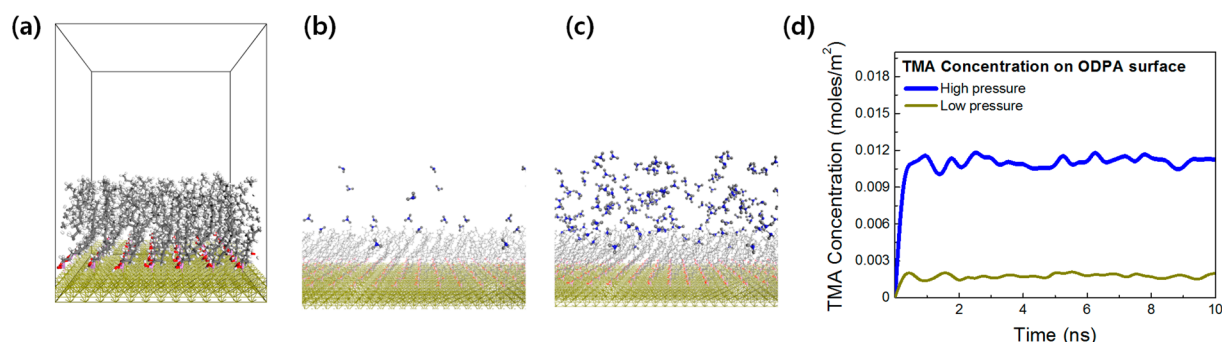 (a)
(b)
(c)
(d)
TMA Concentration on ODPA surface
High pressure
Low pressure
TMA Concentration (moles/m²)
0.018
0.015
0.012
0.009
0.006
0.003
0
2
4
6
8
10
Time (ns)